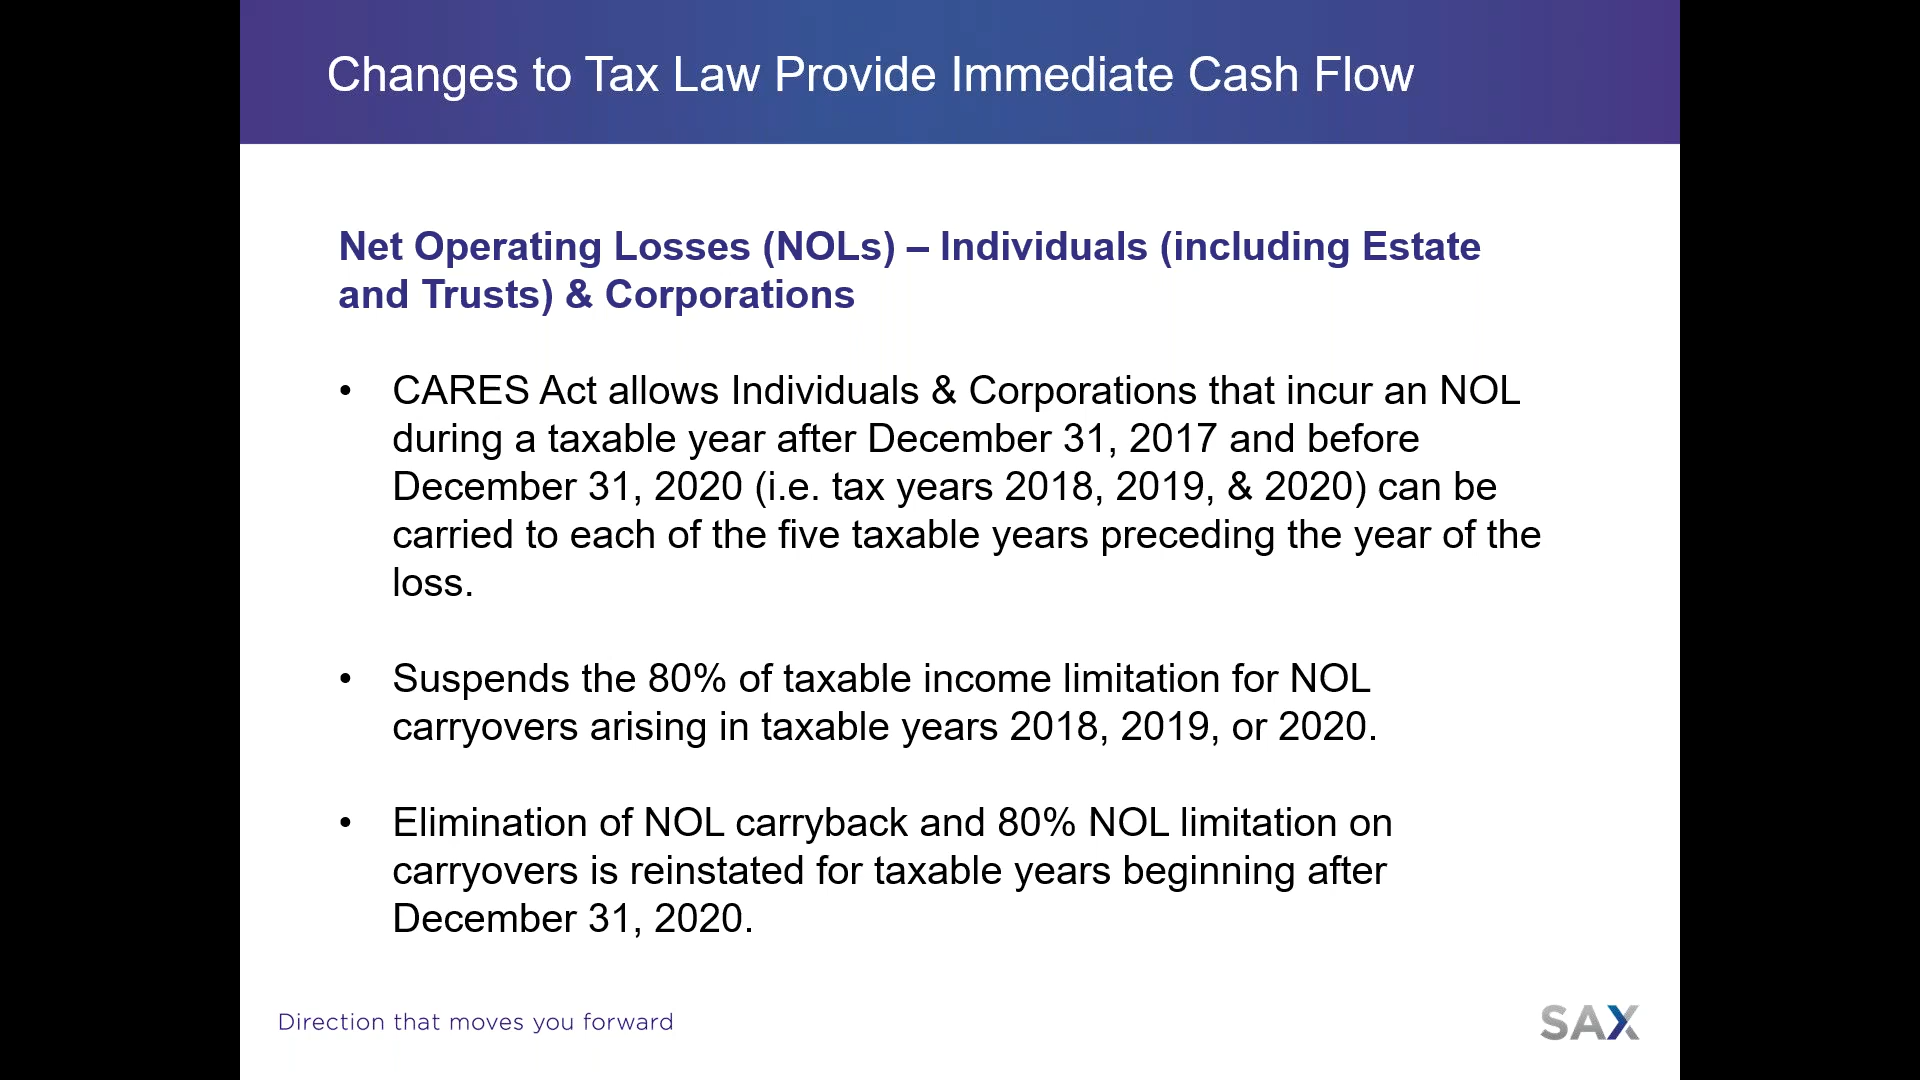 Changes to Tax Law Provide Immediate Cash Flow
Net Operating Losses (NOLs) – Individuals (including Estate
and Trusts) & Corporations
• CARES Act allows Individuals & Corporations that incur an NOL
during a taxable year after December 31, 2017 and before
December 31, 2020 (i.e. tax years 2018, 2019, & 2020) can be
carried to each of the five taxable years preceding the year of the
loss.
• Suspends the 80% of taxable income limitation for NOL
carryovers arising in taxable years 2018, 2019, or 2020.
• Elimination of NOL carryback and 80% NOL limitation on
carryovers is reinstated for taxable years beginning after
December 31, 2020.
Direction that moves you forward
SAX